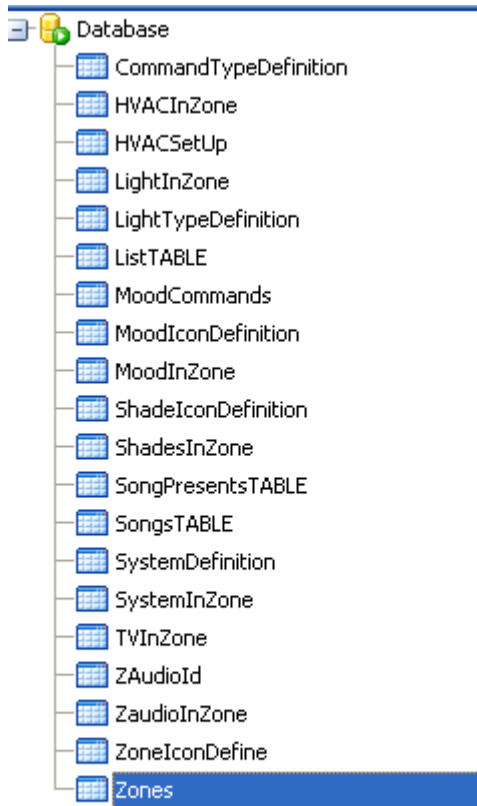 Database
CommandTypeDefinition
HVACInZone
HVACSetUp
LightInZone
LightTypeDefinition
ListTABLE
MoodCommands
MoodIconDefinition
MoodInZone
ShadeIconDefinition
ShadesInZone
SongPresentsTABLE
SongsTABLE
SystemDefinition
SystemInZone
TVInZone
ZAudioId
ZaudioInZone
ZoneIconDefine
Zones